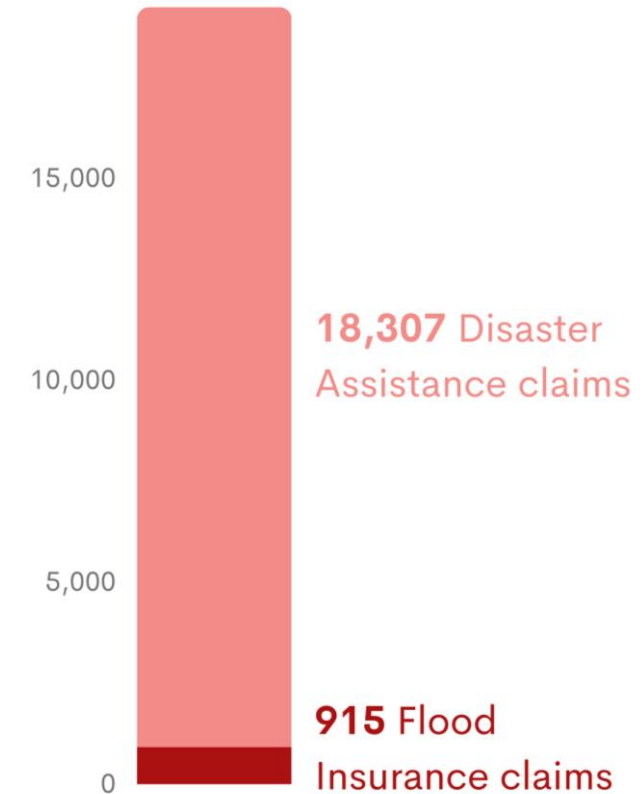 15,000
18,307 Disaster
Assistance claims
10,000
5,000
915 Flood
Insurance claims
0